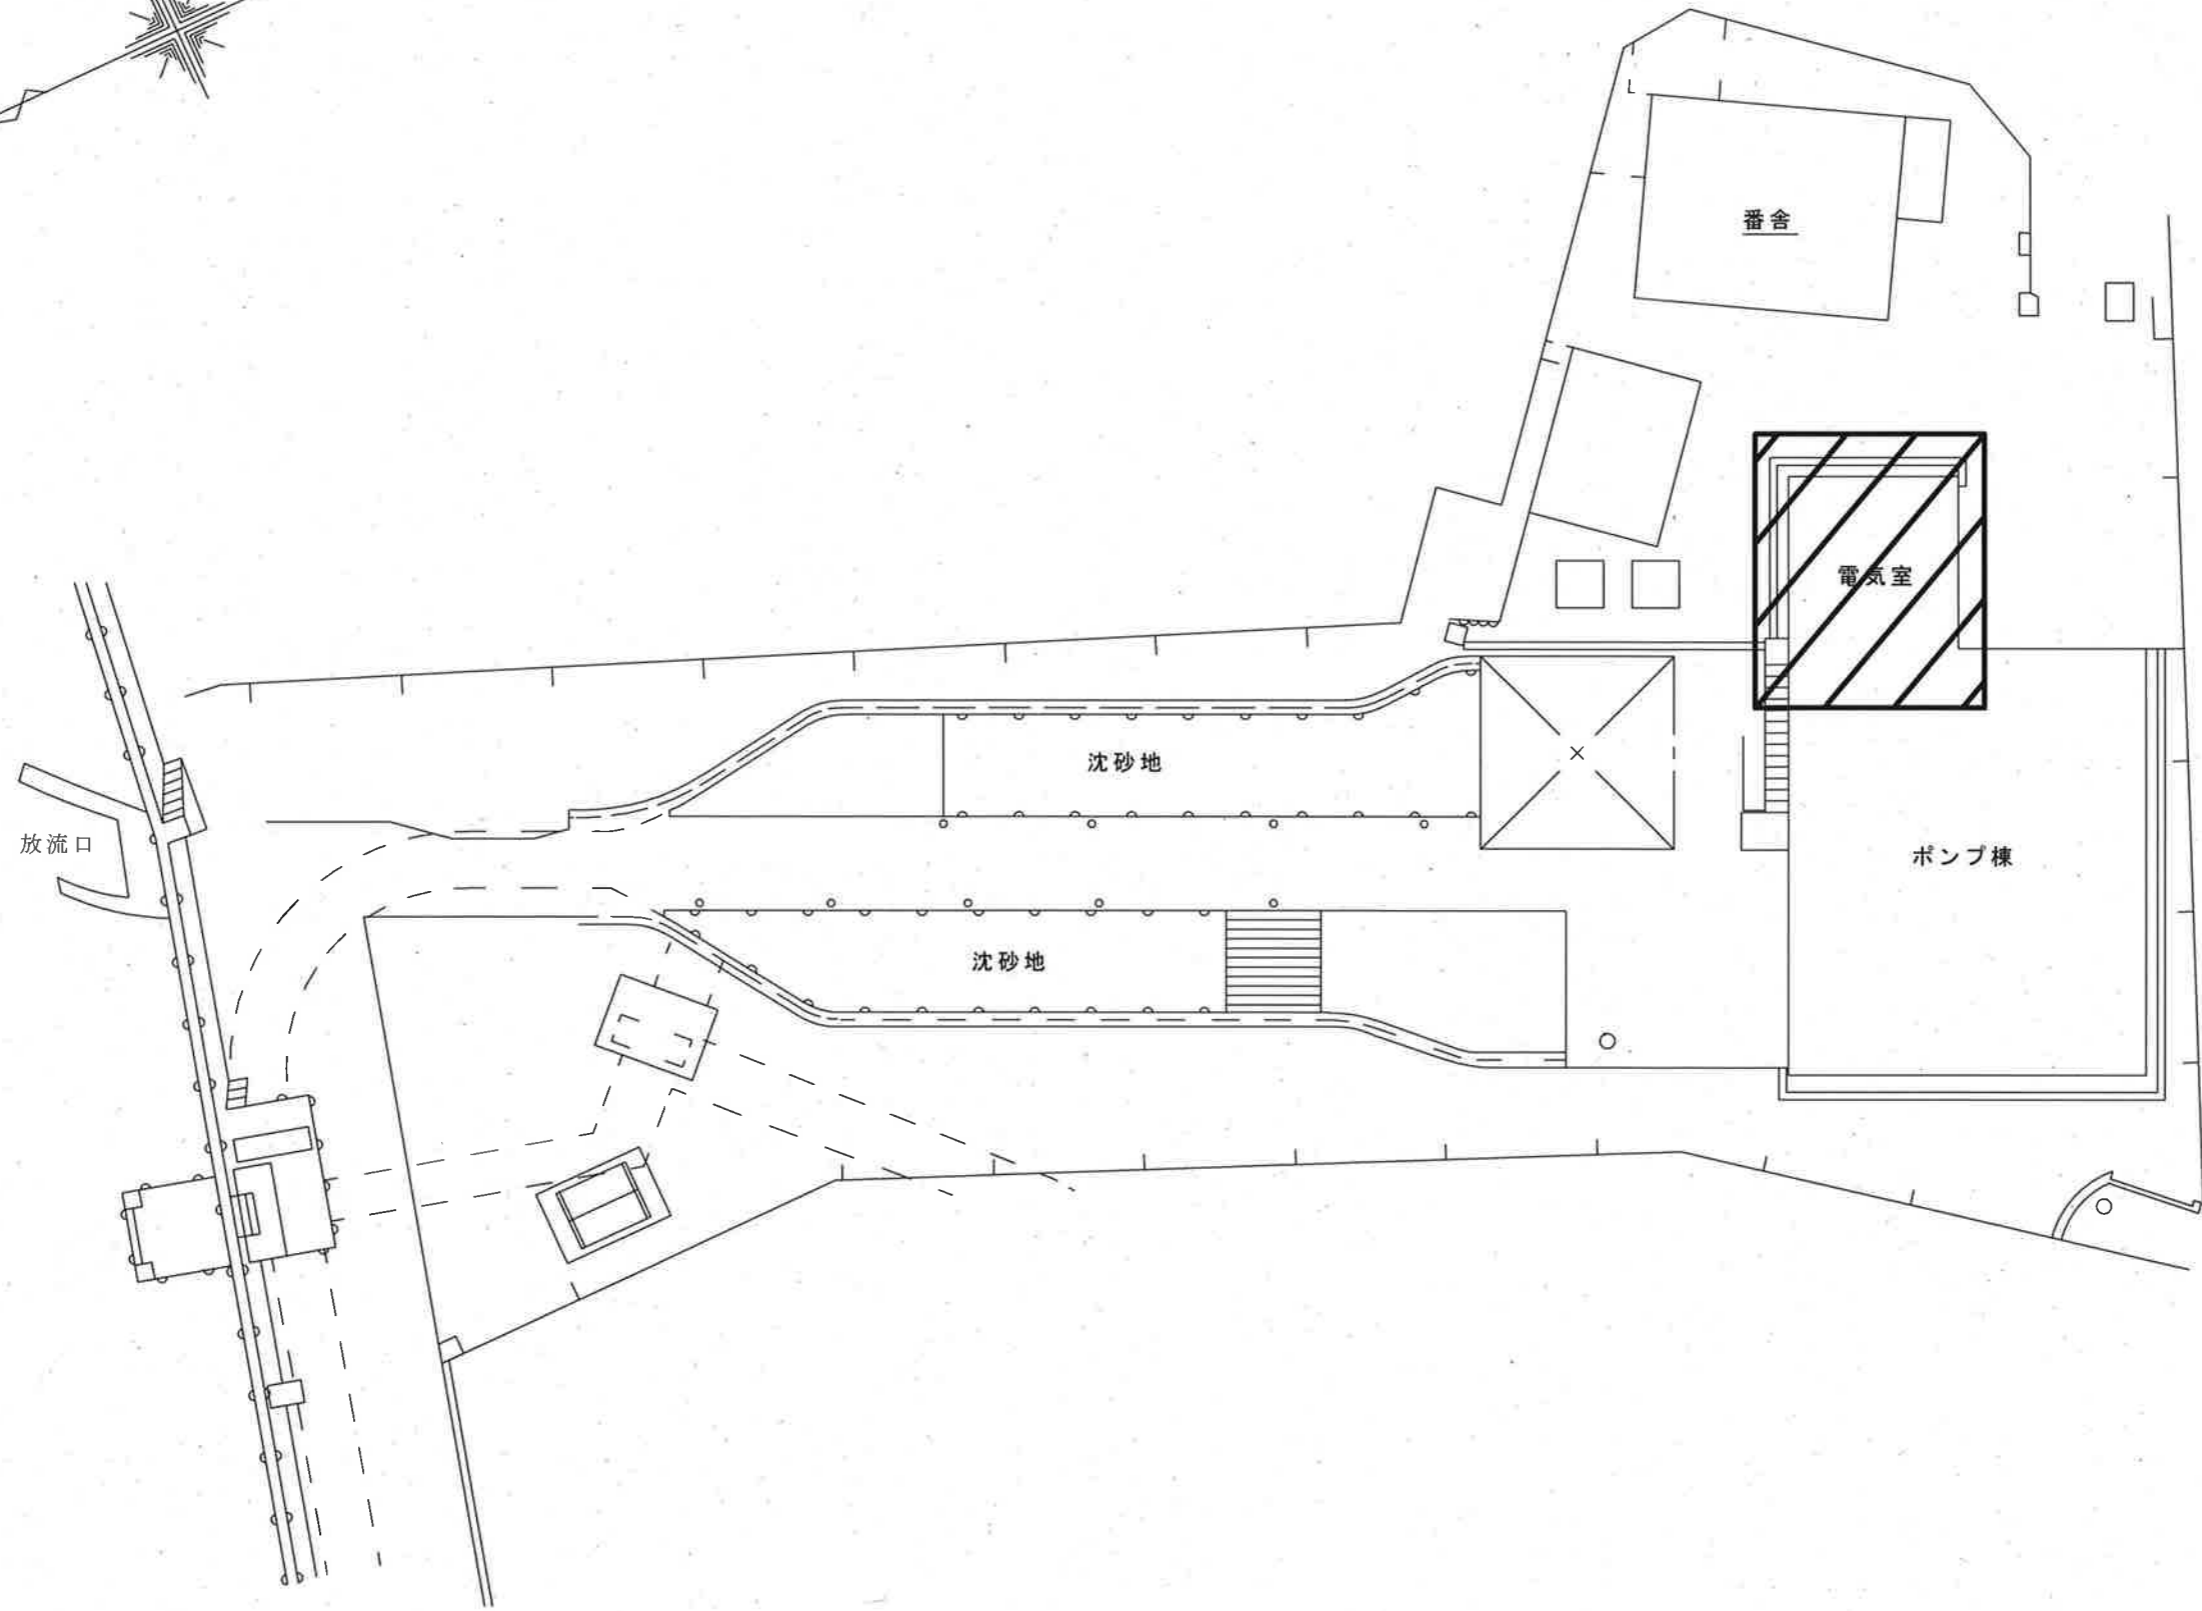 番舎
電気室
沈砂地
放流口
ポンプ棟
沈砂地